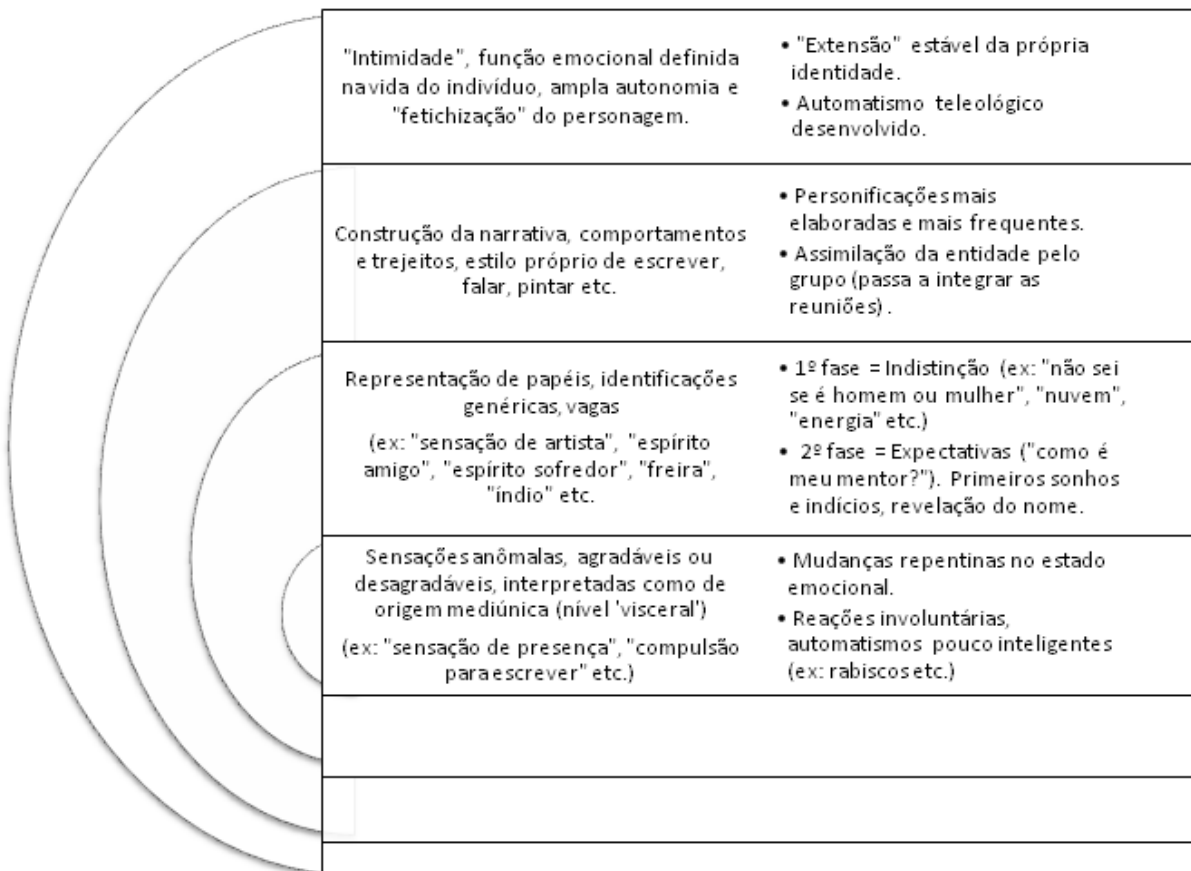 "Intimidade", função emocional definida
na vida do indivíduo, ampla autonomia e
"fetichização" do personagem.
• "Extensão" estável da própria
identidade.
• Automatismo teleológico
desenvolvido.
Construção da narrativa, comportamentos
e trejeitos, estilo próprio de escrever,
falar, pintar etc.
• Personificações mais
elaboradas e mais frequentes.
• Assimilação da entidade pelo
grupo (passa a integrar as
reuniões).
Representação de papéis, identificações
genéricas, vagas
(ex: "sensação de artista", "espírito
amigo", "espírito sofredor", "freira",
"índio" etc.
• 1º fase = Indistinção (ex: "não sei
se é homem ou mulher", "nuvem",
"energia" etc.)
• 2º fase = Expectativas ("como é
meu mentor?"). Primeiros sonhos
e indícios, revelação do nome.
Sensações anômalas, agradáveis ou
desagradáveis, interpretadas como de
origem mediúnica (nível 'visceral')
(ex: "sensação de presença", "compulsão
para escrever" etc.)
• Mudanças repentinas no estado
emocional.
• Reações involuntárias,
automatismos pouco inteligentes
(ex: rabiscos etc.)